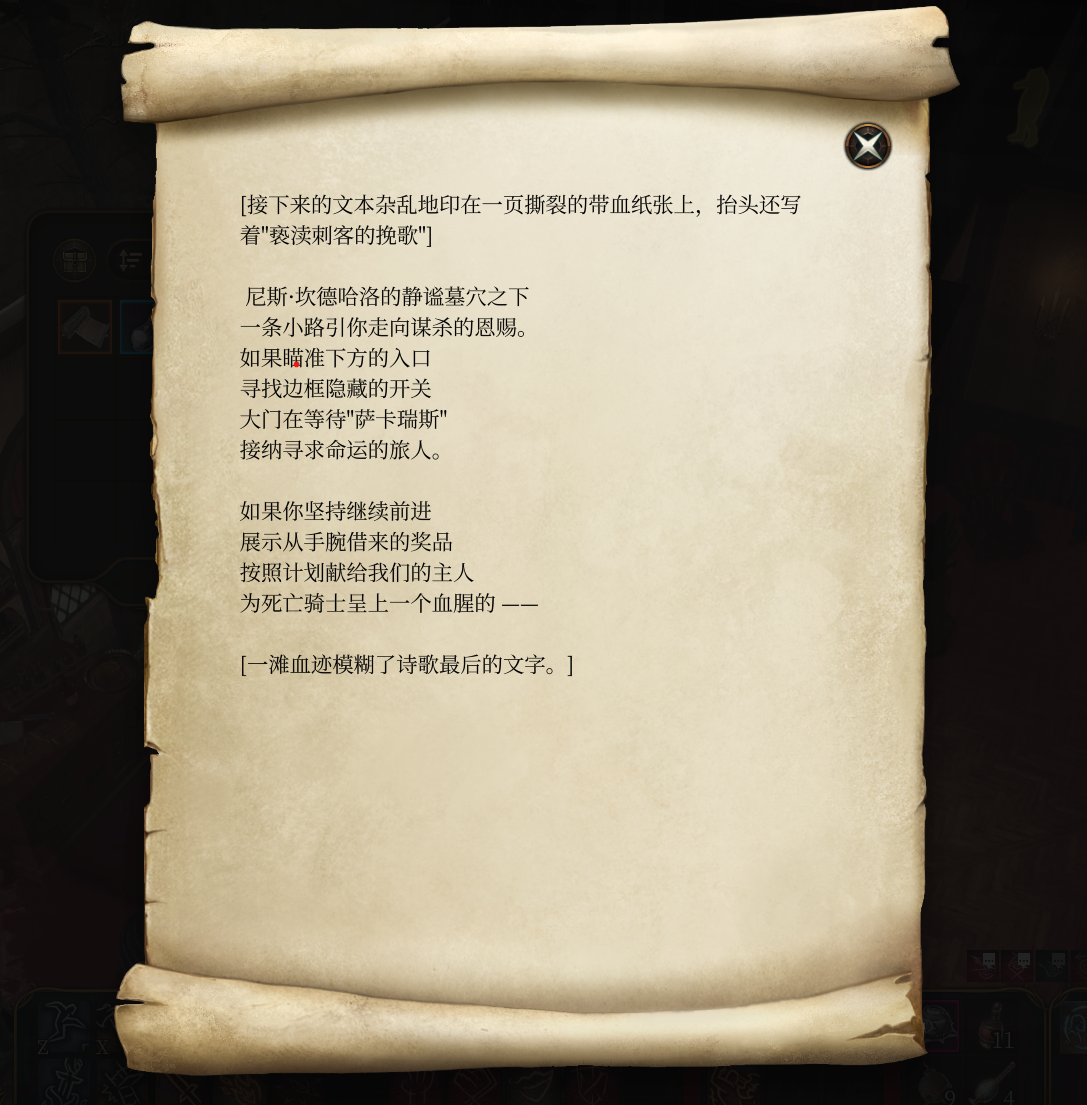 [接下来的文本杂乱地印在一页撕裂的带血纸张上，抬头还写
着"亵渎刺客的挽歌"]
尼斯·坎德哈洛的静谧墓穴之下
一条小路引你走向谋杀的恩赐。
如果瞄准下方的入口
寻找边框隐藏的开关
大门在等待"萨卡瑞斯"
接纳寻求命运的旅人。
如果你坚持继续前进
展示从手腕借来的奖品
按照计划献给我们的主人
为死亡骑士呈上一个血腥的 ——
[一滩血迹模糊了诗歌最后的文字。]
Z
X
11
9
4